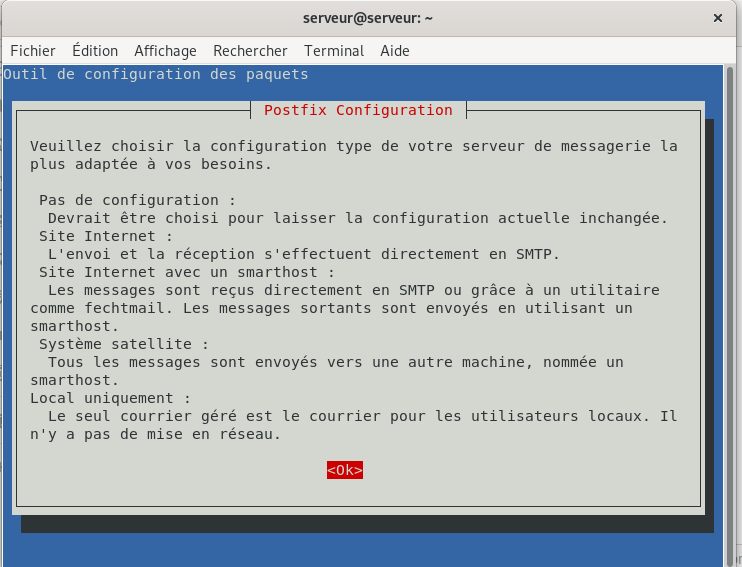 serveur@serveur: ~
Fichier Édition Affichage Rechercher Terminal Aide
Outil de configuration des paquets
Postfix Configuration
Veuillez choisir la configuration type de votre serveur de messagerie la
plus adaptée à vos besoins.
Pas de configuration :
Devrait être choisi pour laisser la configuration actuelle inchangée.
Site Internet :
L'envoi et la réception s'effectuent directement en SMTP.
Site Internet avec un smarthost :
Les messages sont reçus directement en SMTP ou grâce à un utilitaire
comme fechtmail. Les messages sortants sont envoyés en utilisant un
smarthost.
Système satellite :
Tous les messages sont envoyés vers une autre machine, nommée un
smarthost.
Local uniquement :
Le seul courrier géré est le courrier pour les utilisateurs locaux. Il
n'y a pas de mise en réseau.
<Ok>